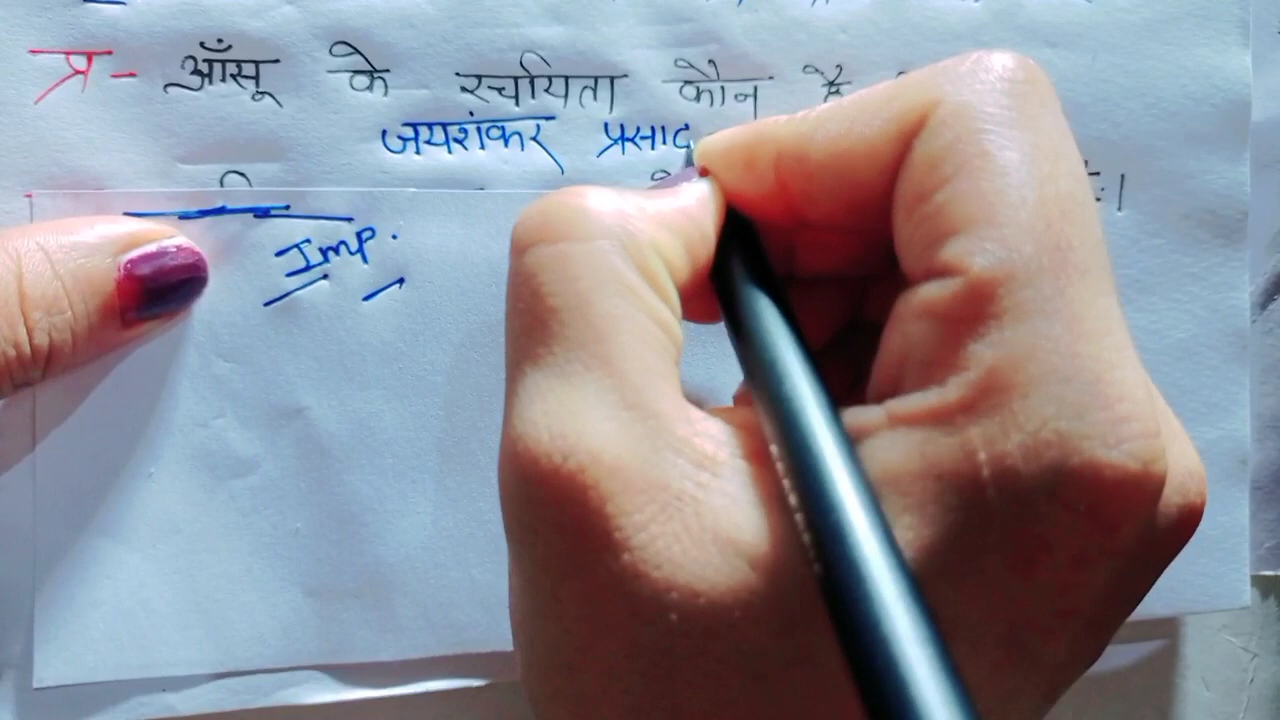 प्र- आँसू के रचयिता कौन है
जयशंकर प्रसाद
Imp.